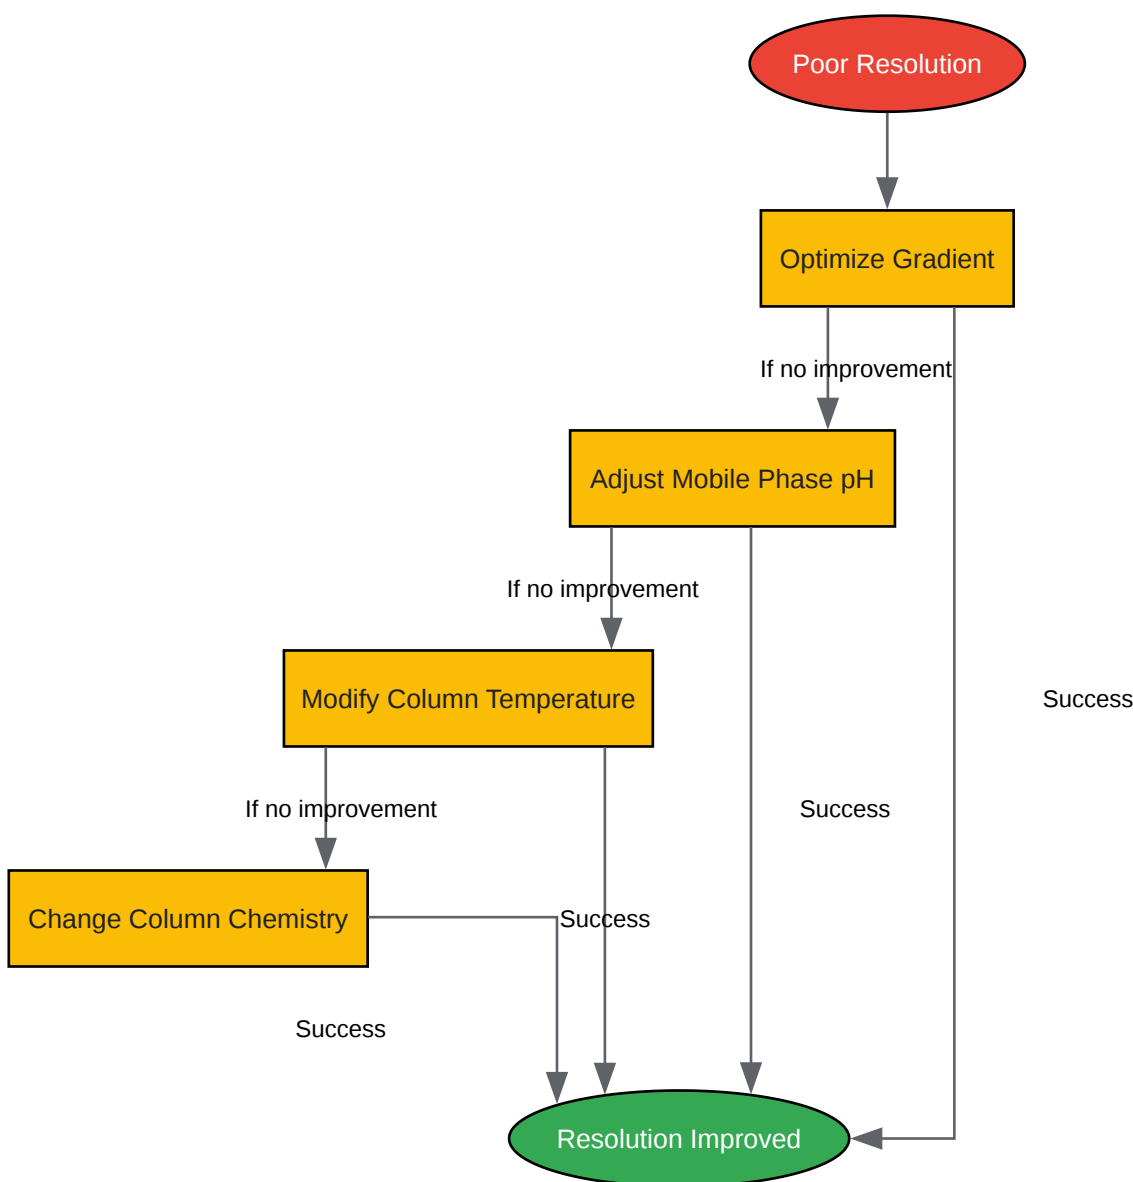 Poor Resolution
Optimize Gradient
If no improvement
Adjust Mobile Phase pH
If no improvement
Modify Column Temperature
Success
If no improvement
Success
Change Column Chemistry
Success
Success
Resolution Improved